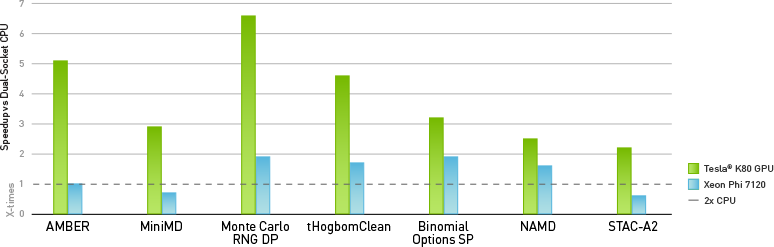 Speedup vs Dual-Socket CPU
X-times
7
6
5
4
3
2
1
0
AMBER
MiniMD
Monte Carlo
RNG DP
tHogbomClean
Binomial
Options SP
NAMD
STAC-A2
Tesla® K80 GPU
Xeon Phi 7120
2x CPU